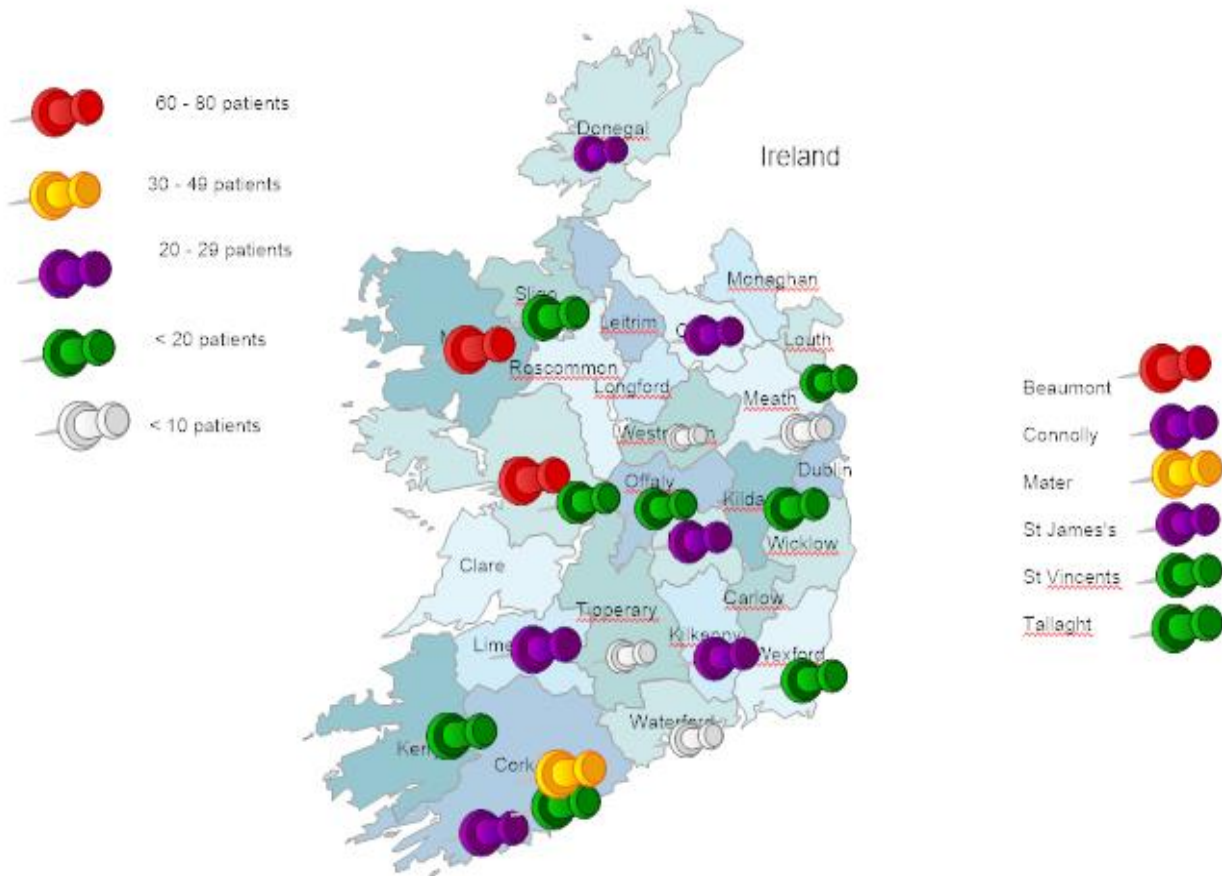 60 - 80 patients
30 - 49 patients
20 - 29 patients
< 20 patients
< 10 patients
Ireland
Donegal
Monaghan
Leitrim
Louth
Roscommon
Longford
Meath
Dublin
Offaly
Wicklow
Clare
Carlow
Tipperary
Kilkenny
Wexford
Waterford
Cork
Beaumont
Connolly
Mater
St James's
St Vincents
Tallaght